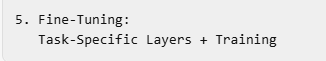 5. Fine-Tuning:
Task-Specific Layers + Training